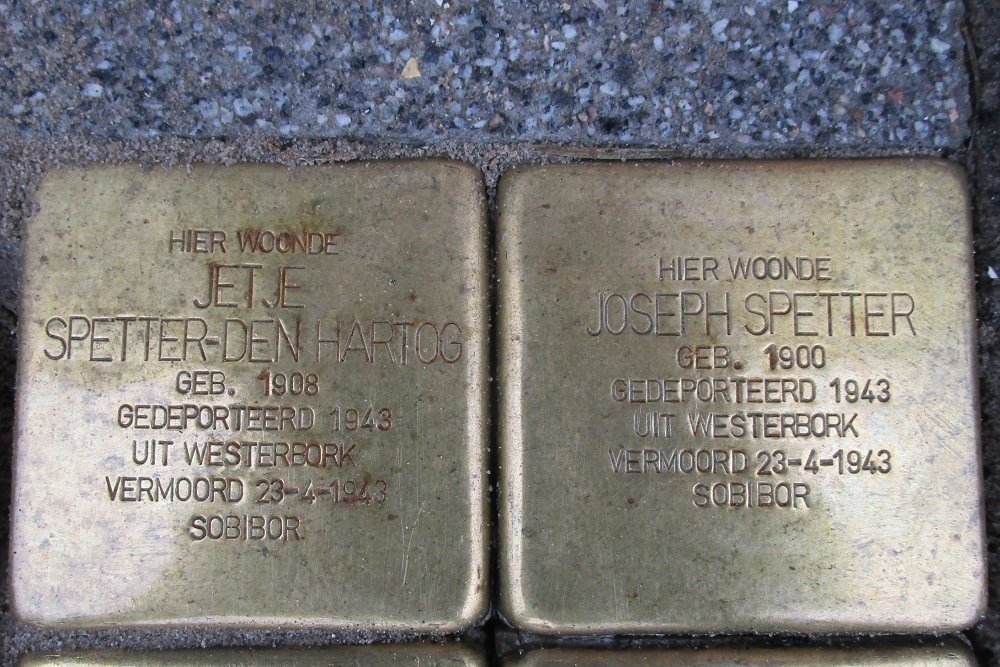 HIER WOONDE
JETJE
SPETTER-DEN HARTOG
GEB. 1908
GEDEPORTEERD 1943
UIT WESTERBORK
VERMOORD 23-4-1943
SOBIBOR
HIER WOONDE
JOSEPH SPETTER
GEB. 1900
GEDEPORTEERD 1943
UIT WESTERBORK
VERMOORD 23-4-1943
SOBIBOR